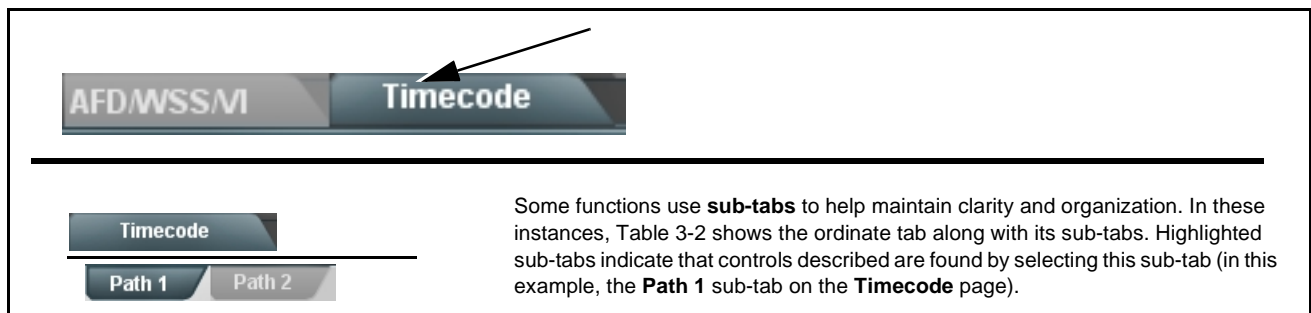 AFD/WSS/VI
Timecode
Timecode
Path 1
Path 2
Some functions use sub-tabs to help maintain clarity and organization. In these
instances, Table 3-2 shows the ordinate tab along with its sub-tabs. Highlighted
sub-tabs indicate that controls described are found by selecting this sub-tab (in this
example, the Path 1 sub-tab on the Timecode page).